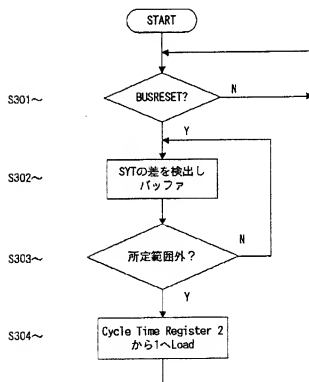 START
S301〜
BUSRESET?
N
Y
S302〜
SYTの差を検出し
バッファ
S303〜
所定範囲外？
N
Y
S304〜
Cycle Time Register 2
から1へLoad